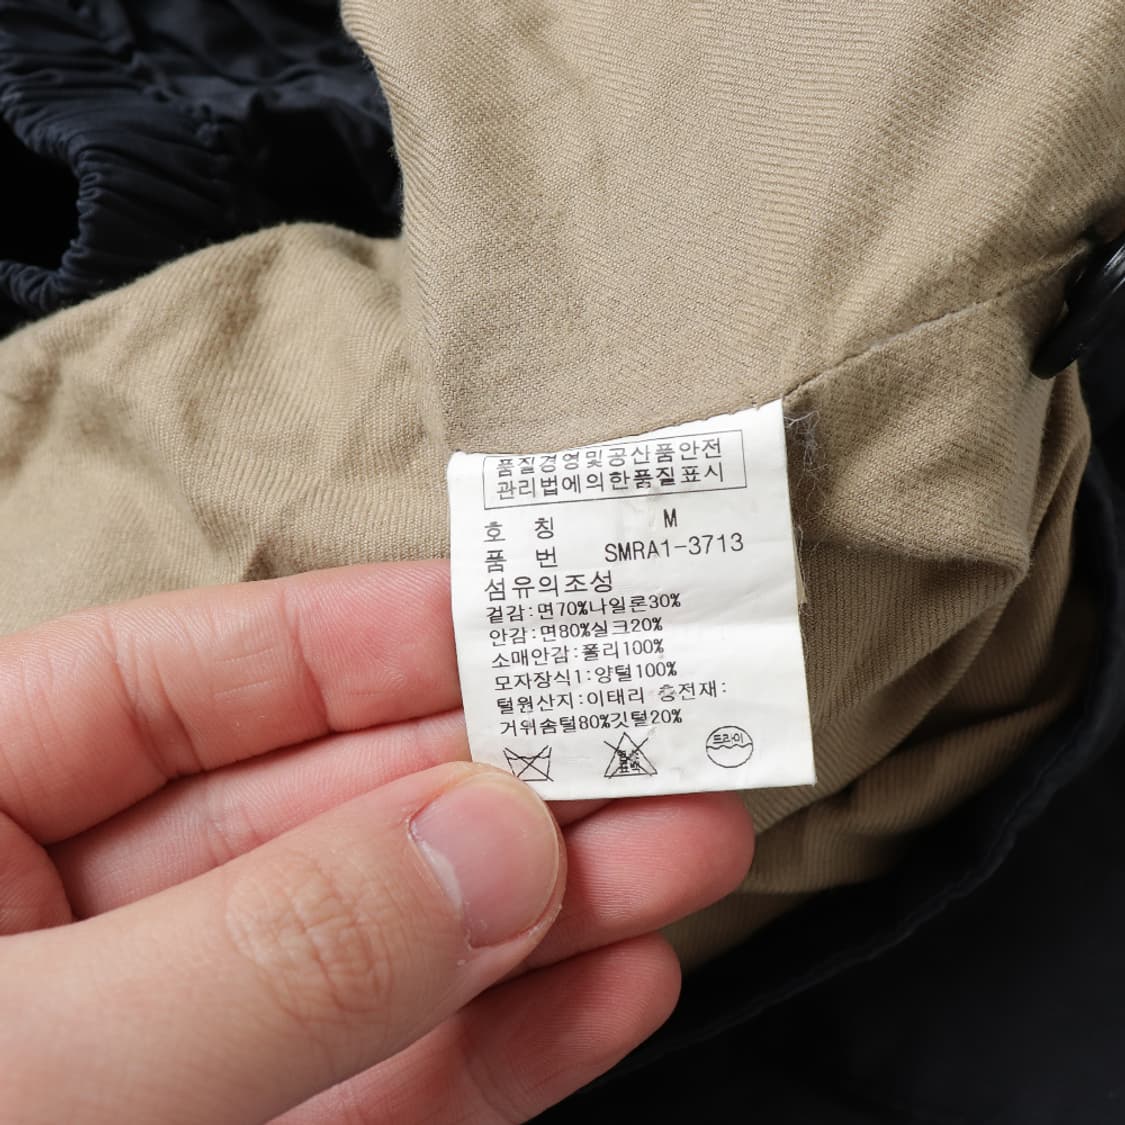 품질경영및공산품안전
관리법에의한품질표시
호 칭 M
품 번 SMRA1-3713
섬유의조성
겉감:면70%나일론30%
안감:면80%실크20%
소매안감:폴리100%
모자장식1:양털100%
털원산지:이태리 충전재:
거위솜털80%깃털20%
드라이